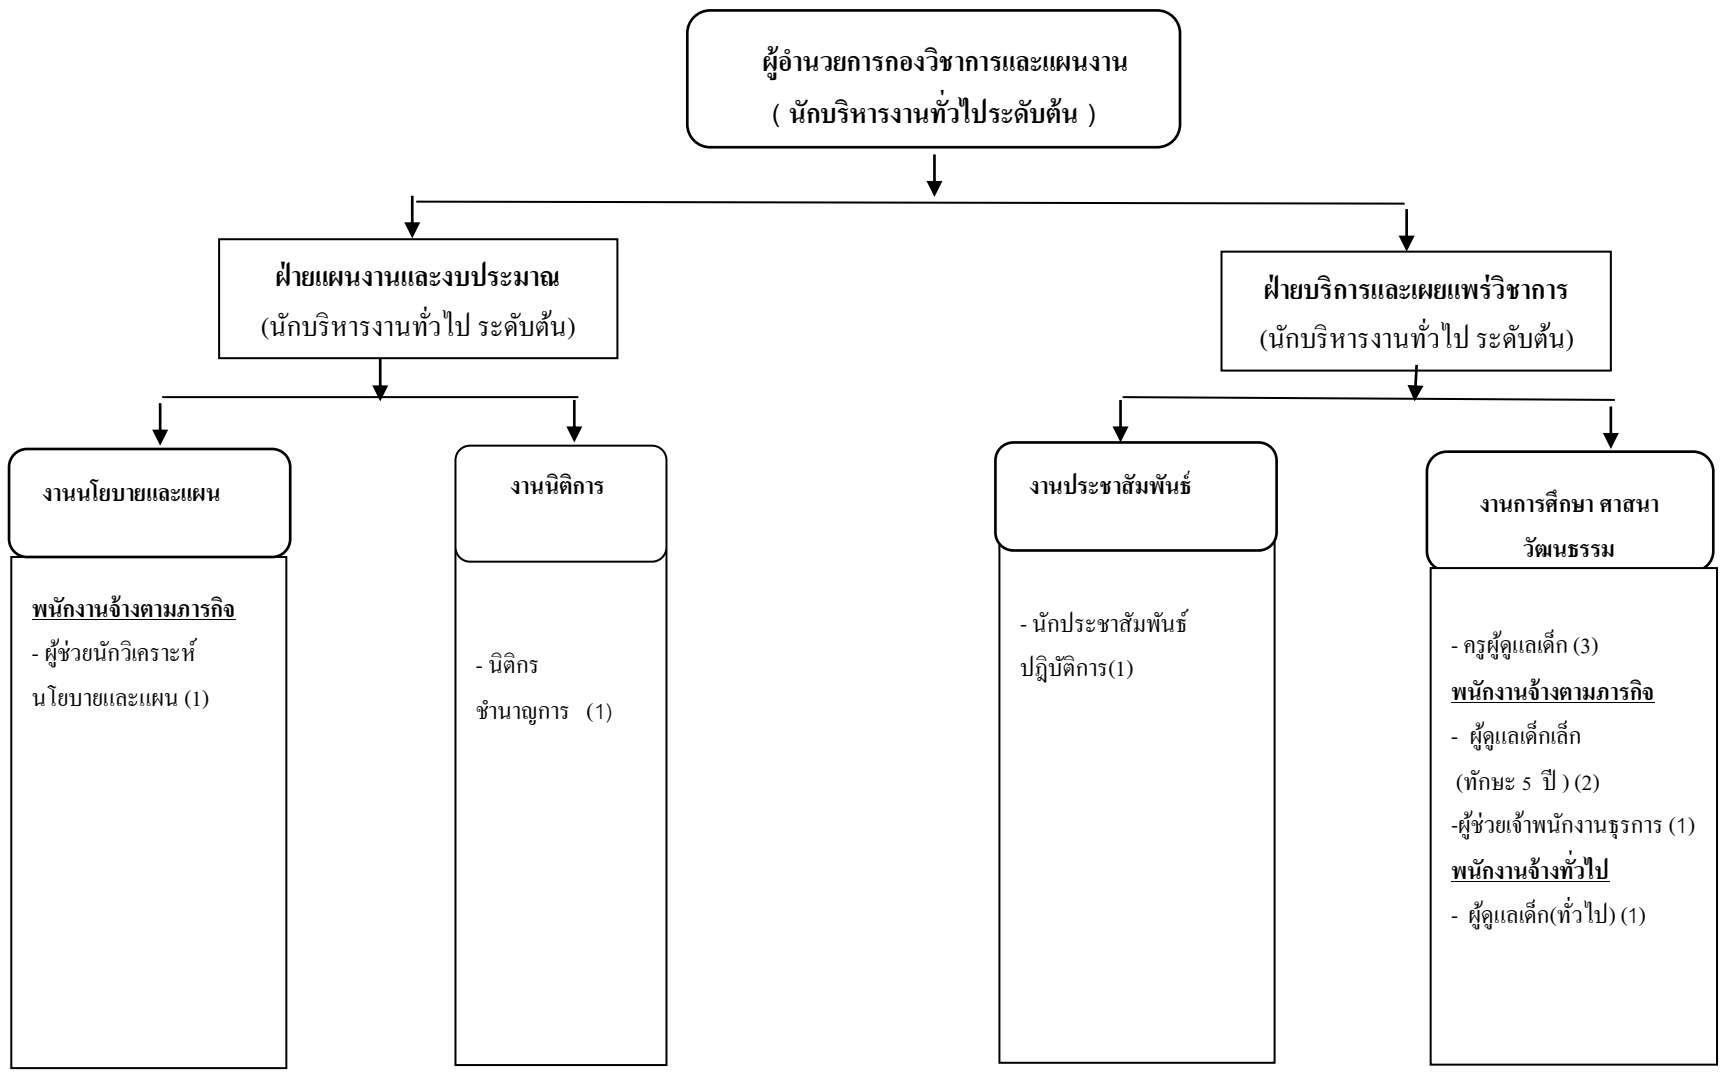 ผู้อำนวยการกองวิชาการและแผนงาน
( นักบริหารงานทั่วไประดับต้น )
ฝ่ายแผนงานและงบประมาณ
(นักบริหารงานทั่วไป ระดับต้น)
ฝ่ายบริการและเผยแพร่วิชาการ
(นักบริหารงานทั่วไป ระดับต้น)
งานนโยบายและแผน
พนักงานจ้างตามภารกิจ
- ผู้ช่วยนักวิเคราะห์
นโยบายและแผน (1)
งานนิติการ
- นิติกร
ชำนาญการ (1)
งานประชาสัมพันธ์
- นักประชาสัมพันธ์
ปฎิบัติการ(1)
งานการศึกษา ศาสนา
วัฒนธรรม
- ครูผู้ดูแลเด็ก (3)
พนักงานจ้างตามภารกิจ
- ผู้ดูแลเด็กเล็ก
(ทักษะ 5 ปี ) (2)
-ผู้ช่วยเจ้าพนักงานธุรการ (1)
พนักงานจ้างทั่วไป
- ผู้ดูแลเด็ก(ทั่วไป) (1)